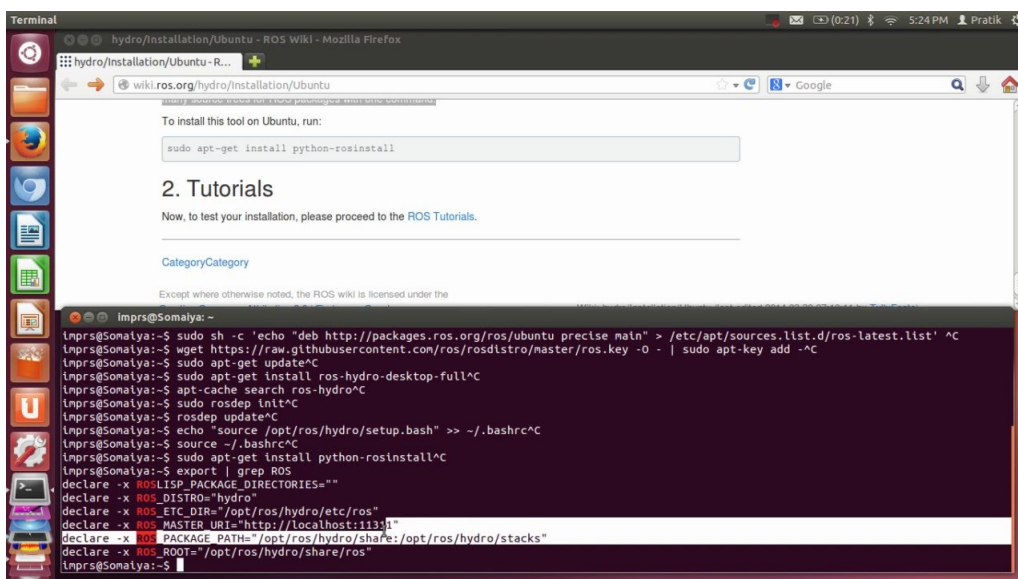 Terminal
(0:21)
5:24 PM
Pratik
hydro/Installation/Ubuntu - ROS Wiki - Mozilla Firefox
hydro/Installation/Ubuntu - R...
wiki.ros.org/hydro/Installation/Ubuntu
Google
many source trees for ROS packages with one command.
To install this tool on Ubuntu, run:
sudo apt-get install python-rosinstall
2. Tutorials
Now, to test your installation, please proceed to the ROS Tutorials.
CategoryCategory
Except where otherwise noted, the ROS wiki is licensed under the
imprs@Somaiya: ~
imprs@Somaiya:~$ sudo sh -c 'echo "deb http://packages.ros.org/ros/ubuntu precise main" > /etc/apt/sources.list.d/ros-latest.list' ^C
imprs@Somaiya:~$ wget https://raw.githubusercontent.com/ros/rosdistro/master/ros.key -O - | sudo apt-key add -^C
imprs@Somaiya:~$ sudo apt-get update^C
imprs@Somaiya:~$ sudo apt-get install ros-hydro-desktop-full^C
imprs@Somaiya:~$ apt-cache search ros-hydro^C
imprs@Somaiya:~$ sudo rosdep init^C
imprs@Somaiya:~$ rosdep update^C
imprs@Somaiya:~$ echo "source /opt/ros/hydro/setup.bash" >> ~/.bashrc^C
imprs@Somaiya:~$ source ~/.bashrc^C
imprs@Somaiya:~$ sudo apt-get install python-rosinstall^C
imprs@Somaiya:~$ export | grep ROS
declare -x ROSLISP_PACKAGE_DIRECTORIES=""
declare -x ROS_DISTRO="hydro"
declare -x ROS_ETC_DIR="/opt/ros/hydro/etc/ros"
declare -x ROS_MASTER_URI="http://localhost:11311"
declare -x ROS_PACKAGE_PATH="/opt/ros/hydro/share:/opt/ros/hydro/stacks"
declare -x ROS_ROOT="/opt/ros/hydro/share/ros"
imprs@Somaiya:~$